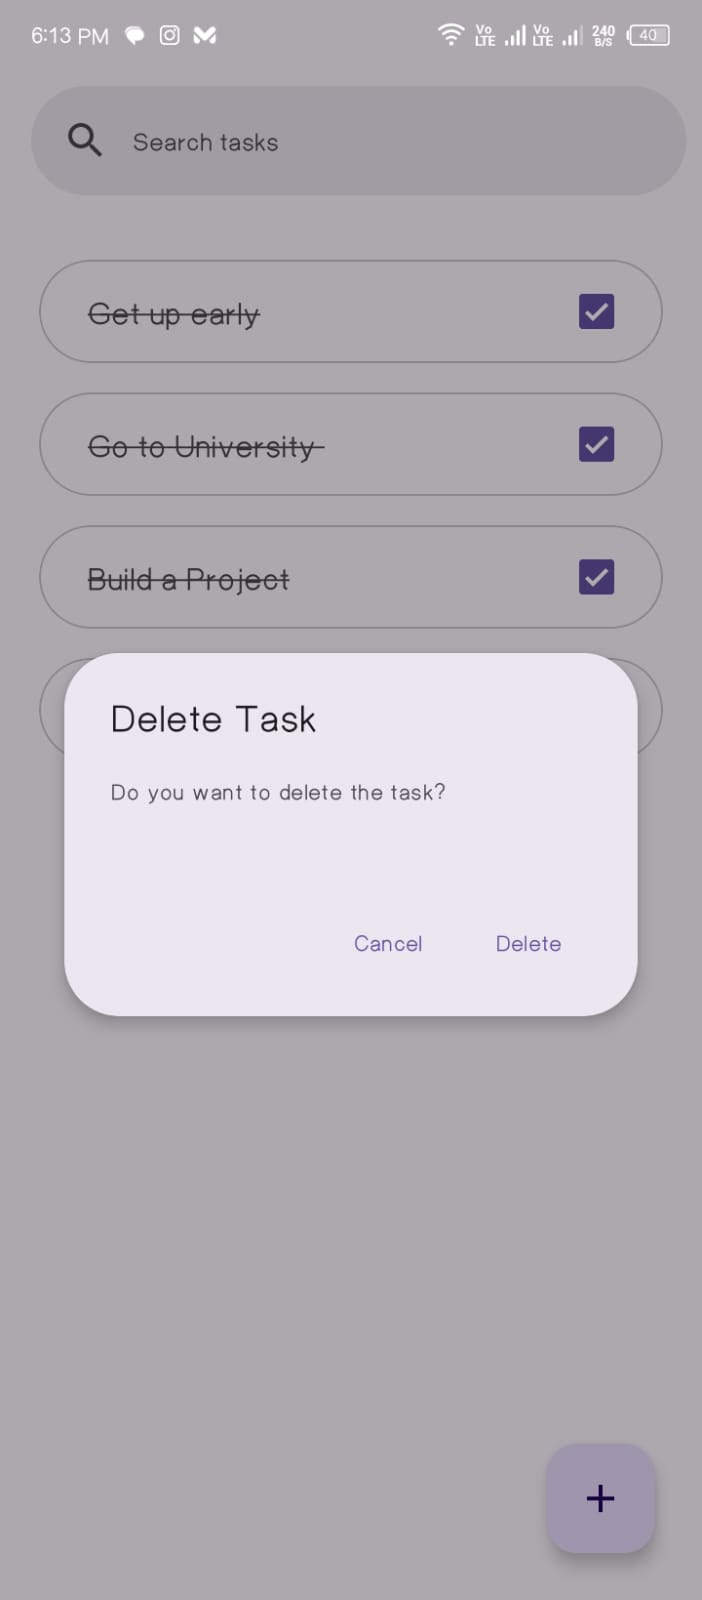 6:13 PM
Vo LTE Vo LTE 240 B/S 40
Search tasks
Get up early
Go to University
Build a Project
Delete Task
Do you want to delete the task?
Cancel Delete